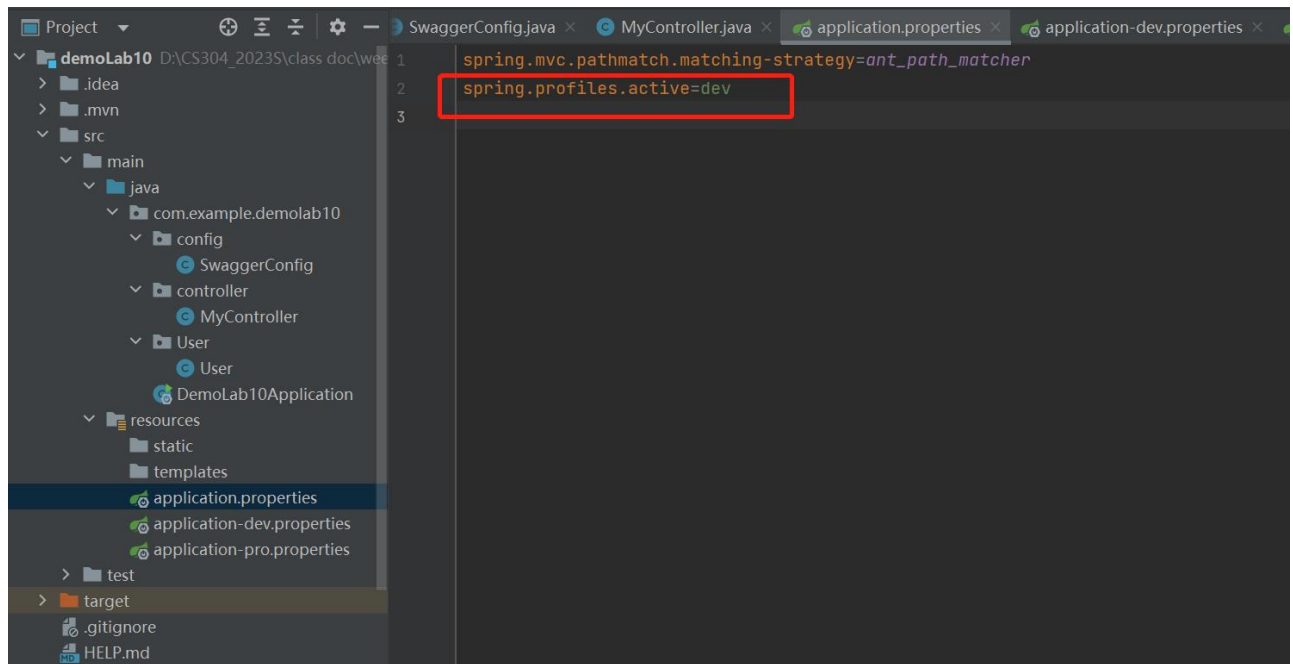 Project
SwaggerConfig.java
MyController.java
application.properties
application-dev.properties
demoLab10 D:\CS304_2023S\class doc\wee
.idea
.mvn
src
main
java
com.example.demolab10
config
SwaggerConfig
controller
MyController
User
User
DemoLab10Application
resources
static
templates
application.properties
application-dev.properties
application-pro.properties
test
target
.gitignore
HELP.md
1 spring.mvc.pathmatch.matching-strategy=ant_path_matcher
2 spring.profiles.active=dev
3